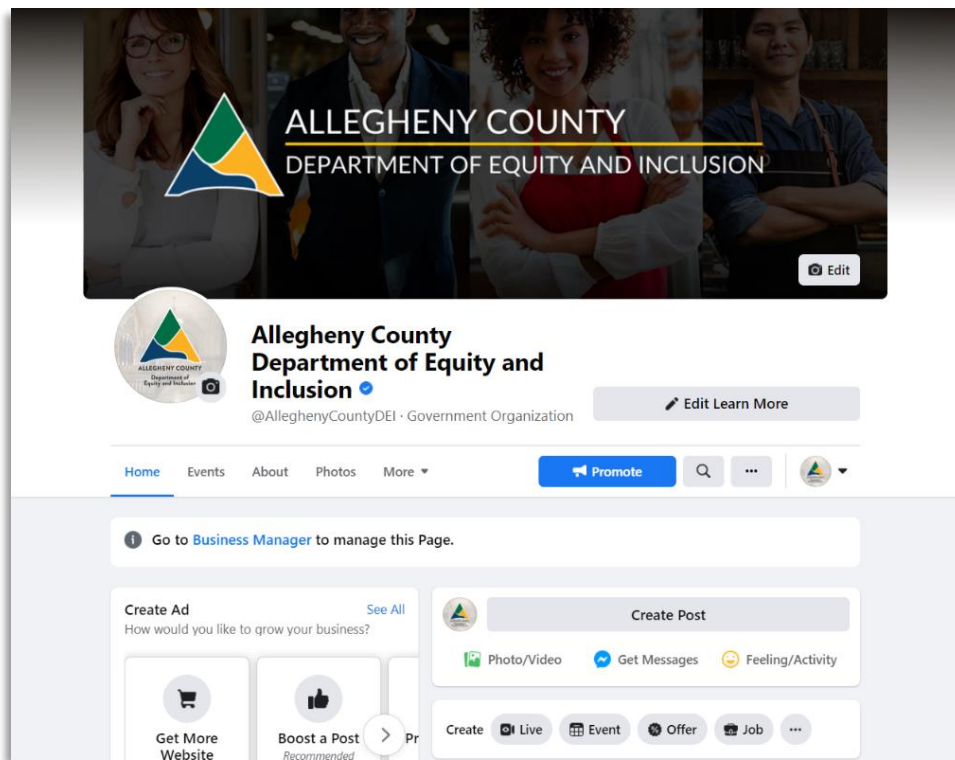 ALLEGHENY COUNTY
DEPARTMENT OF EQUITY AND INCLUSION
Edit
ALLEGHENY COUNTY
Department of
Equity and Inclusion
Allegheny County
Department of Equity and
Inclusion
@AlleghenyCountyDEI · Government Organization
Edit Learn More
Home Events About Photos More
Promote
Go to Business Manager to manage this Page.
Create Ad See All
How would you like to grow your business?
Get More
Website
Boost a Post
Recommended
Pr
Create Post
Photo/Video Get Messages Feeling/Activity
Create Live Event Offer Job